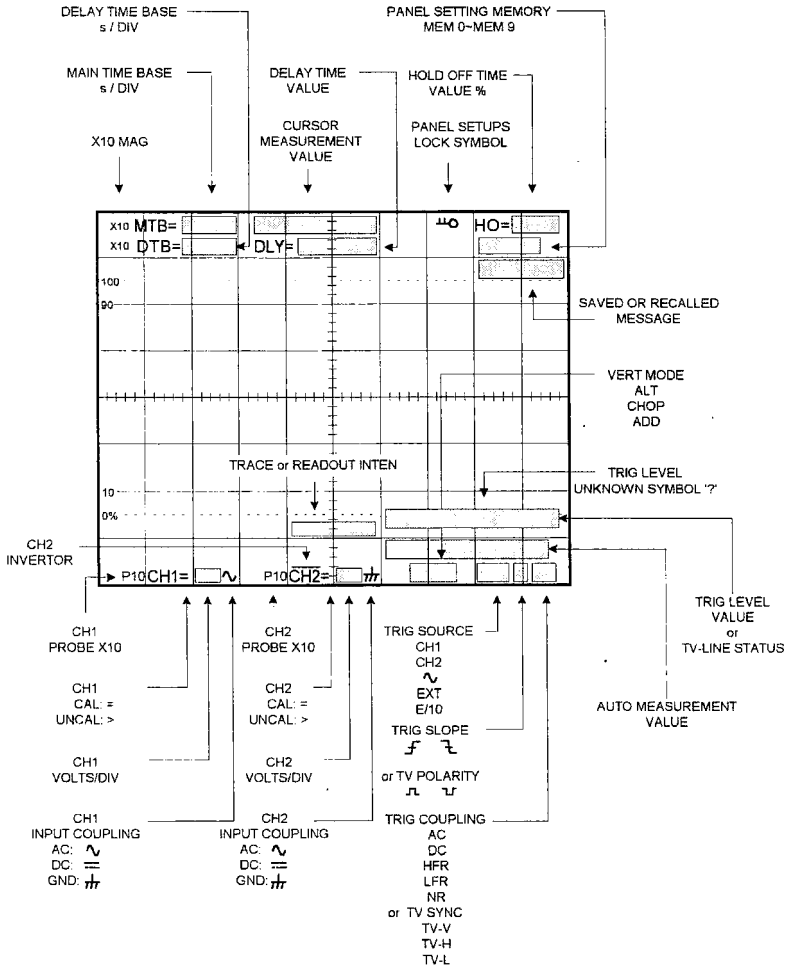 DELAY TIME BASE
s / DIV
PANEL SETTING MEMORY
MEM 0~MEM 9
MAIN TIME BASE
s / DIV
DELAY TIME
VALUE
HOLD OFF TIME
VALUE %
X10 MAG
CURSOR
MEASUREMENT
VALUE
PANEL SETUPS
LOCK SYMBOL
X10 MTB=
HO=
X10 DTB=
DLY=
100
90
SAVED OR RECALLED
MESSAGE
VERT MODE
ALT
CHOP
ADD
TRACE or READOUT INTEN
TRIG LEVEL
UNKNOWN SYMBOL '?'
10
0%
CH2
INVERTOR
P10 CH1=
P10 CH2=
CH1
PROBE X10
CH2
PROBE X10
TRIG SOURCE
CH1
CH2
EXT
E/10
TRIG LEVEL
VALUE
or
TV-LINE STATUS
CH1
CAL: =
UNCAL: >
CH2
CAL: =
UNCAL: >
AUTO MEASUREMENT
VALUE
TRIG SLOPE
CH1
VOLTS/DIV
CH2
VOLTS/DIV
or TV POLARITY
CH1
INPUT COUPLING
AC:
DC:
GND:
CH2
INPUT COUPLING
AC:
DC:
GND:
TRIG COUPLING
AC
DC
HFR
LFR
NR
or TV SYNC
TV-V
TV-H
TV-L